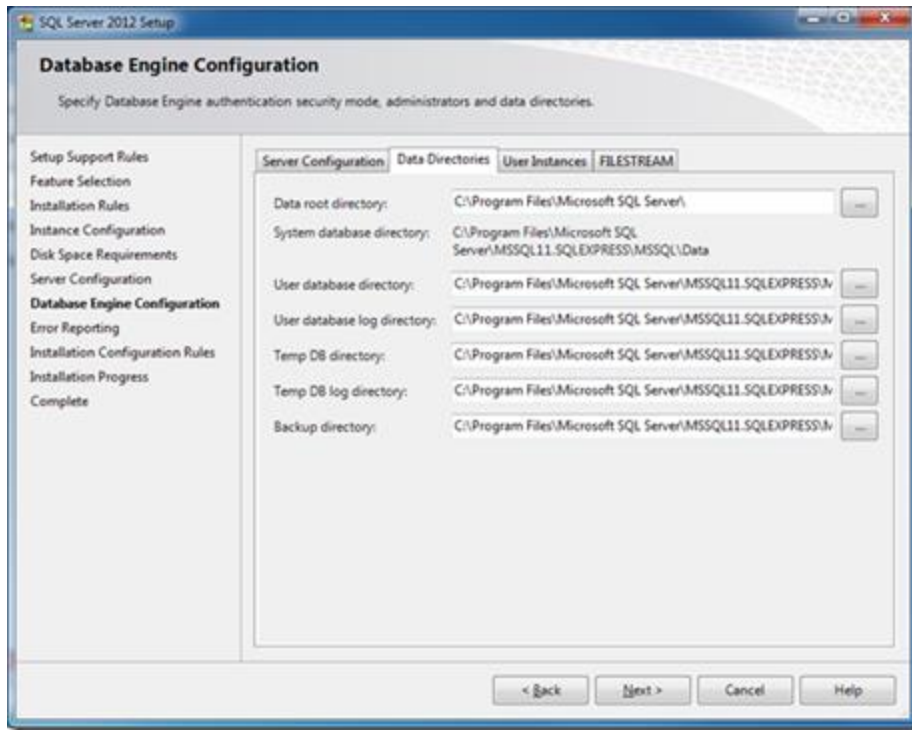 SQL Server 2012 Setup
Database Engine Configuration
Specify Database Engine authentication security mode, administrators and data directories.
Setup Support Rules
Feature Selection
Installation Rules
Instance Configuration
Disk Space Requirements
Server Configuration
Database Engine Configuration
Error Reporting
Installation Configuration Rules
Installation Progress
Complete
Server Configuration Data Directories User Instances FILESTREAM
Data root directory: C:\Program Files\Microsoft SQL Server\ ...
System database directory: C:\Program Files\Microsoft SQL
Server\MSSQL11.SQLEXPRESS\MSSQL\Data
User database directory: C:\Program Files\Microsoft SQL Server\MSSQL11.SQLEXPRESS\M ...
User database log directory: C:\Program Files\Microsoft SQL Server\MSSQL11.SQLEXPRESS\M ...
Temp DB directory: C:\Program Files\Microsoft SQL Server\MSSQL11.SQLEXPRESS\M ...
Temp DB log directory: C:\Program Files\Microsoft SQL Server\MSSQL11.SQLEXPRESS\M ...
Backup directory: C:\Program Files\Microsoft SQL Server\MSSQL11.SQLEXPRESS\M ...
< Back Next > Cancel Help